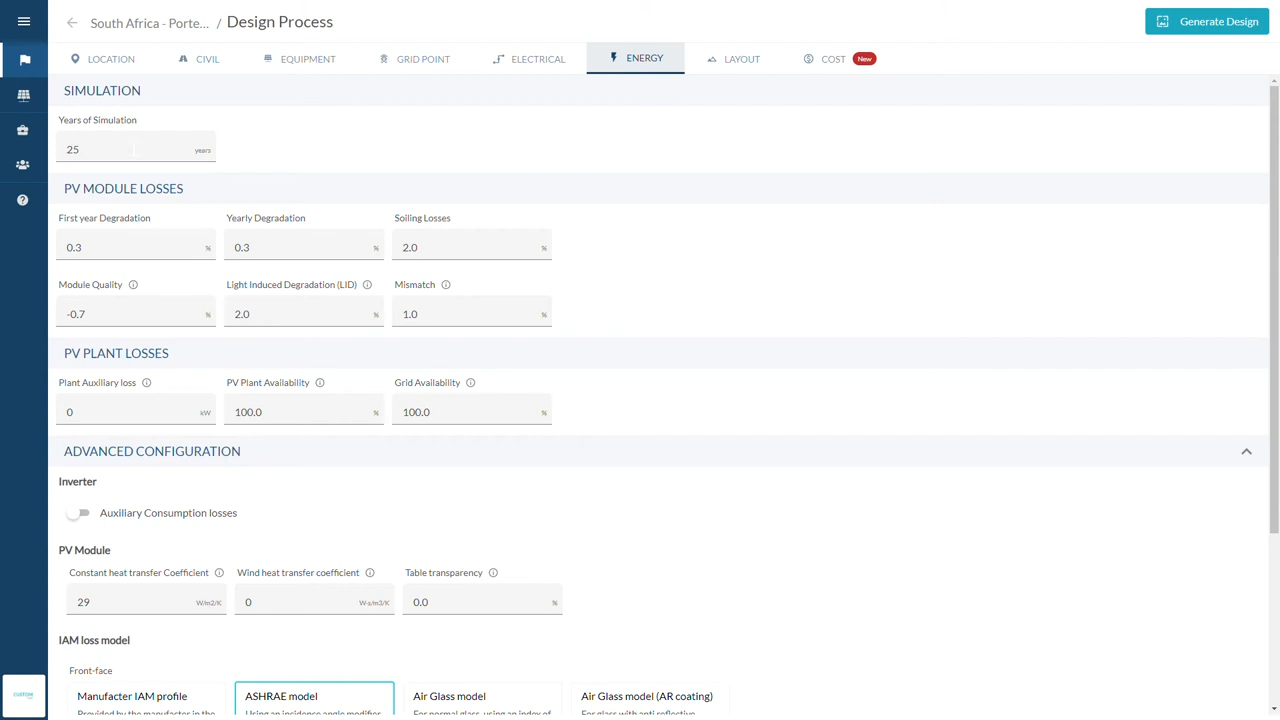 South Africa - Porte... / Design Process
Generate Design
LOCATION CIVIL EQUIPMENT GRID POINT ELECTRICAL ENERGY LAYOUT COST New
SIMULATION
Years of Simulation
25 years
PV MODULE LOSSES
First year Degradation Yearly Degradation Soiling Losses
0.3 % 0.3 % 2.0 %
Module Quality Light Induced Degradation (LID) Mismatch
-0.7 % 2.0 % 1.0 %
PV PLANT LOSSES
Plant Auxiliary loss PV Plant Availability Grid Availability
0 kW 100.0 % 100.0 %
ADVANCED CONFIGURATION
Inverter
Auxiliary Consumption losses
PV Module
Constant heat transfer Coefficient Wind heat transfer coefficient Table transparency
29 W/m2/K 0 W·s/m3/K 0.0 %
IAM loss model
Front-face
Manufacter IAM profile ASHRAE model Air Glass model Air Glass model (AR coating)
Provided by the manufacter in the Using an incidence angle modifier For normal glass, using an index of For glass with anti reflective
CUSTOM